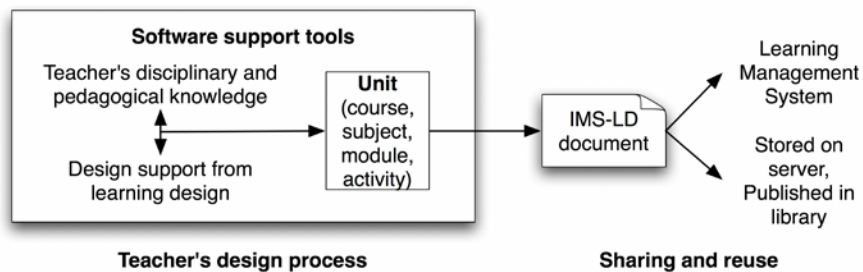 Software support tools
Teacher's disciplinary and
pedagogical knowledge
Design support from
learning design
Unit
(course,
subject,
module,
activity)
IMS-LD
document
Learning
Management
System
Stored on
server,
Published in
library
Teacher's design process
Sharing and reuse